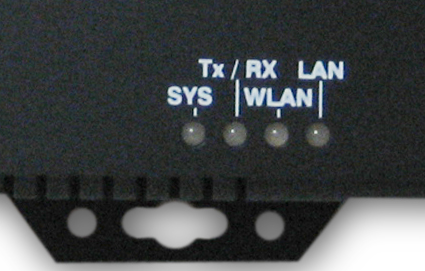 Tx / RX LAN
SYS WLAN